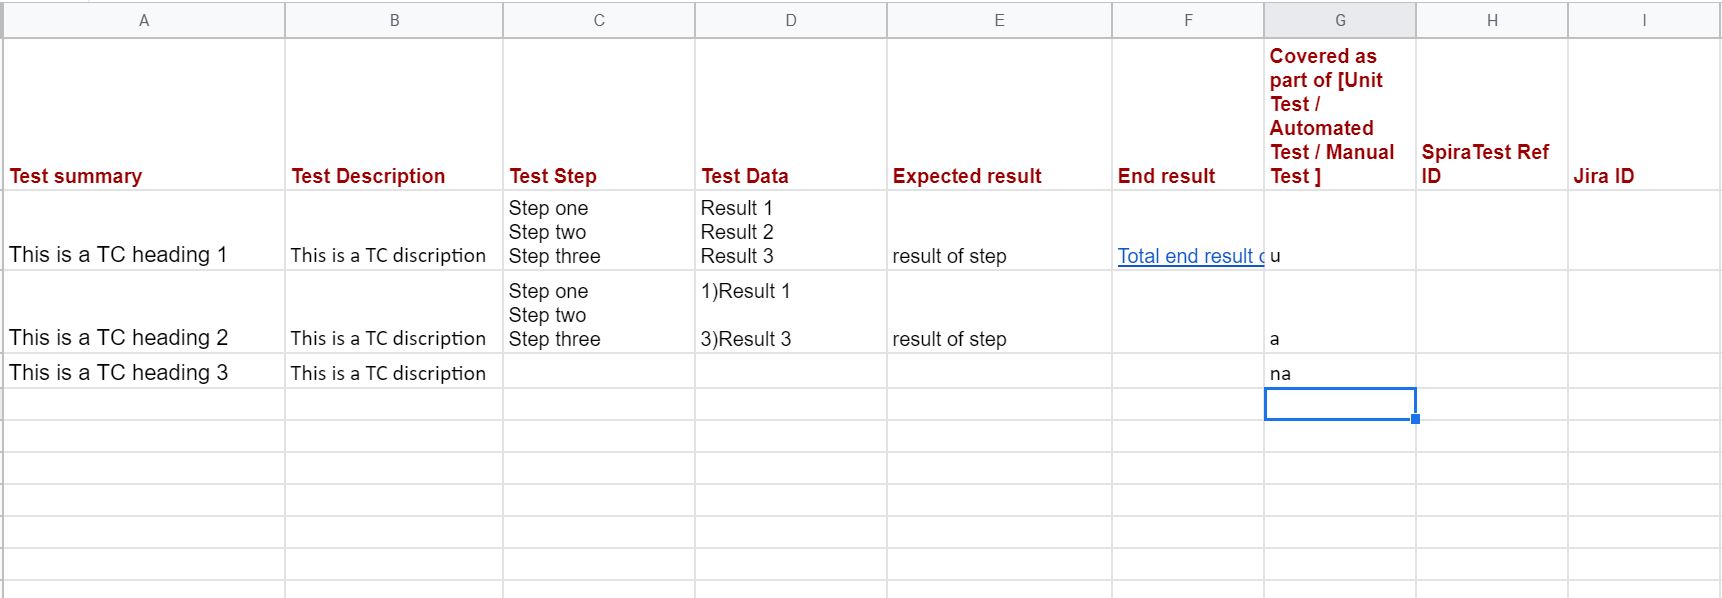 A B C D E F G H I
Covered as
part of [Unit
Test /
Automated
Test / Manual
Test ]
SpiraTest Ref
ID
Test summary Test Description Test Step Test Data Expected result End result Jira ID
Step one Result 1
Step two Result 2
This is a TC heading 1 This is a TC discription Step three Result 3 result of step Total end result u
Step one 1)Result 1
Step two
This is a TC heading 2 This is a TC discription Step three 3)Result 3 result of step a
This is a TC heading 3 This is a TC discription na